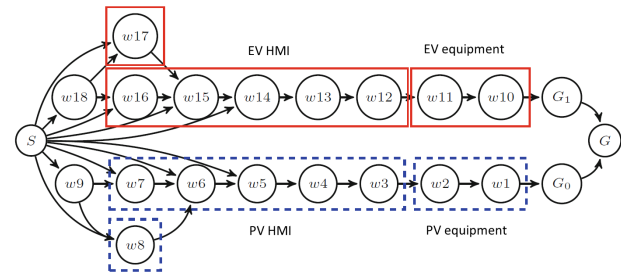 w17
EV HMI
EV equipment
w18
w16
w15
w14
w13
w12
w11
w10
G1
S
G
w9
w7
w6
w5
w4
w3
w2
w1
G0
w8
PV HMI
PV equipment